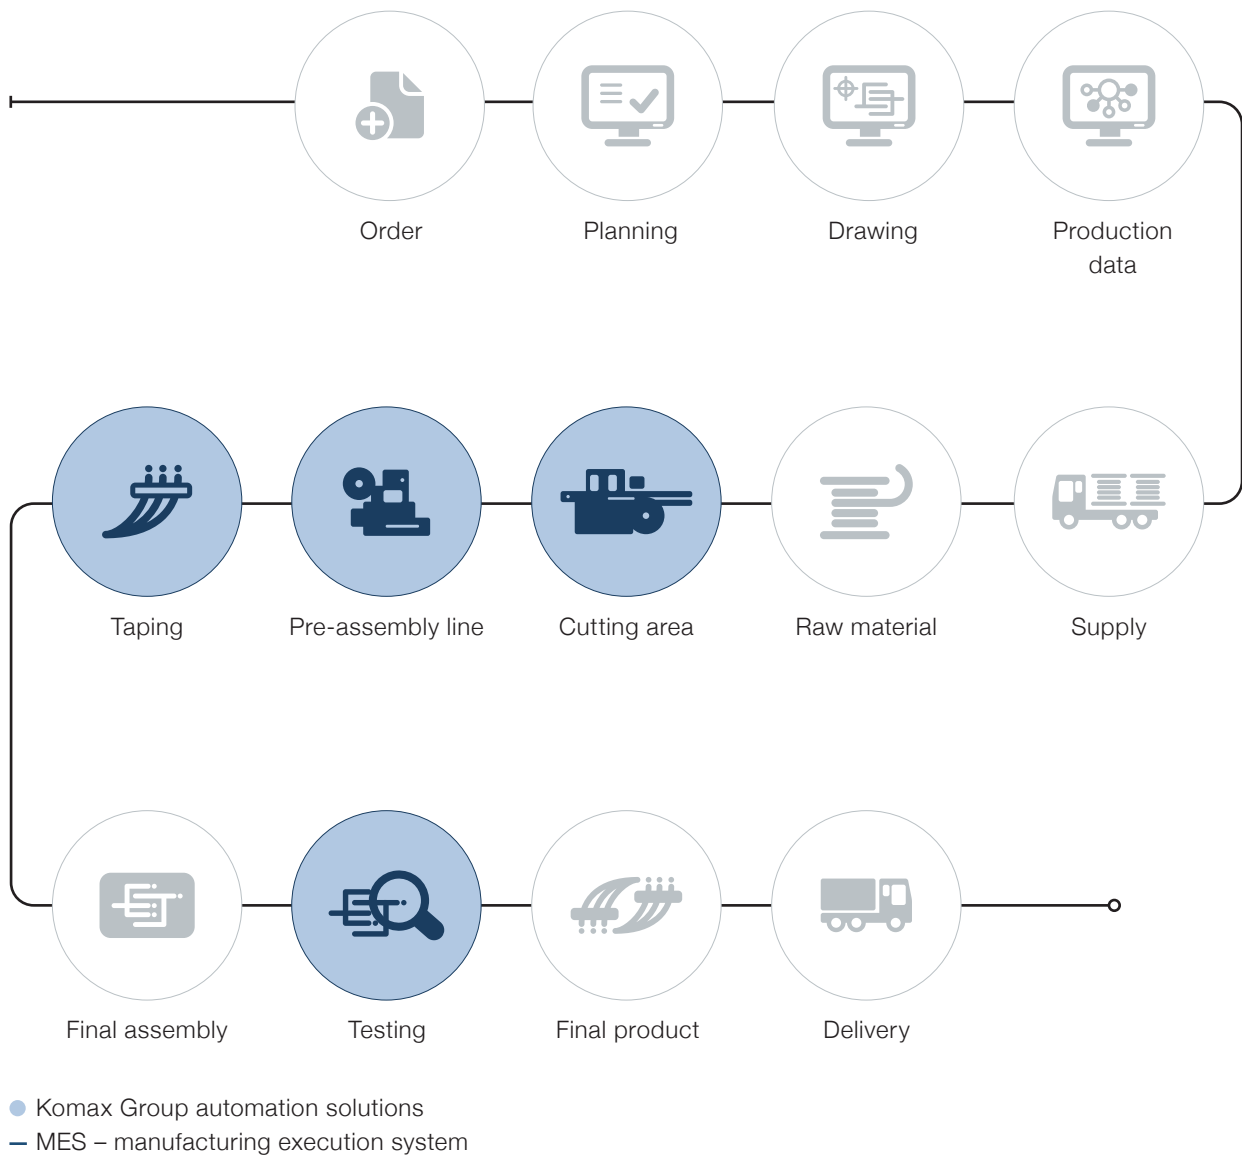 Order
Planning
Drawing
Production
data
Taping
Pre-assembly line
Cutting area
Raw material
Supply
Final assembly
Testing
Final product
Delivery
Komax Group automation solutions
MES – manufacturing execution system